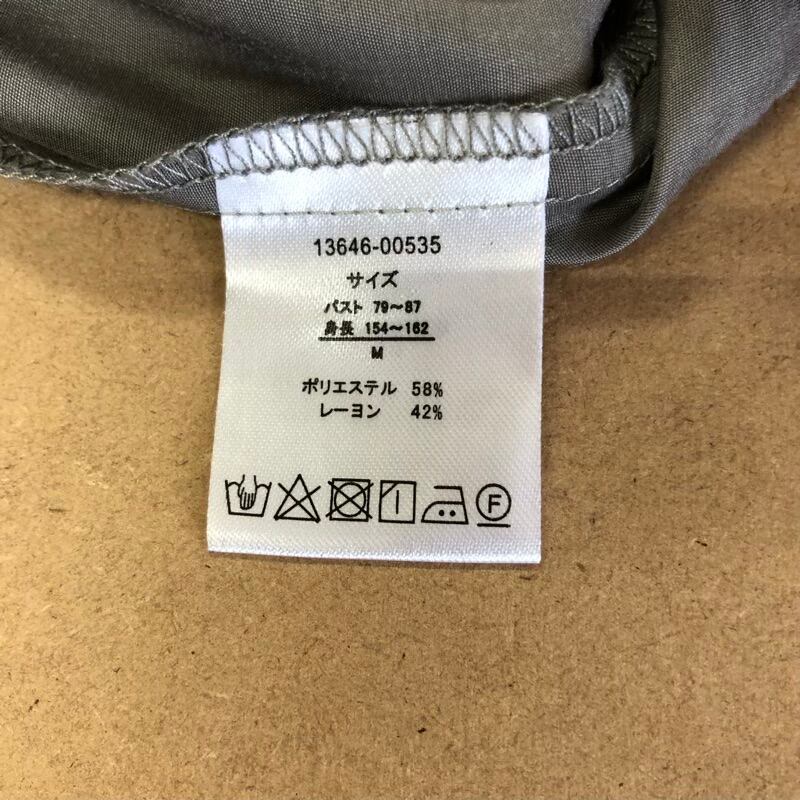 13646-00535
サイズ
バスト 79～87
身長 154～162
M
ポリエステル 58%
レーヨン 42%
F